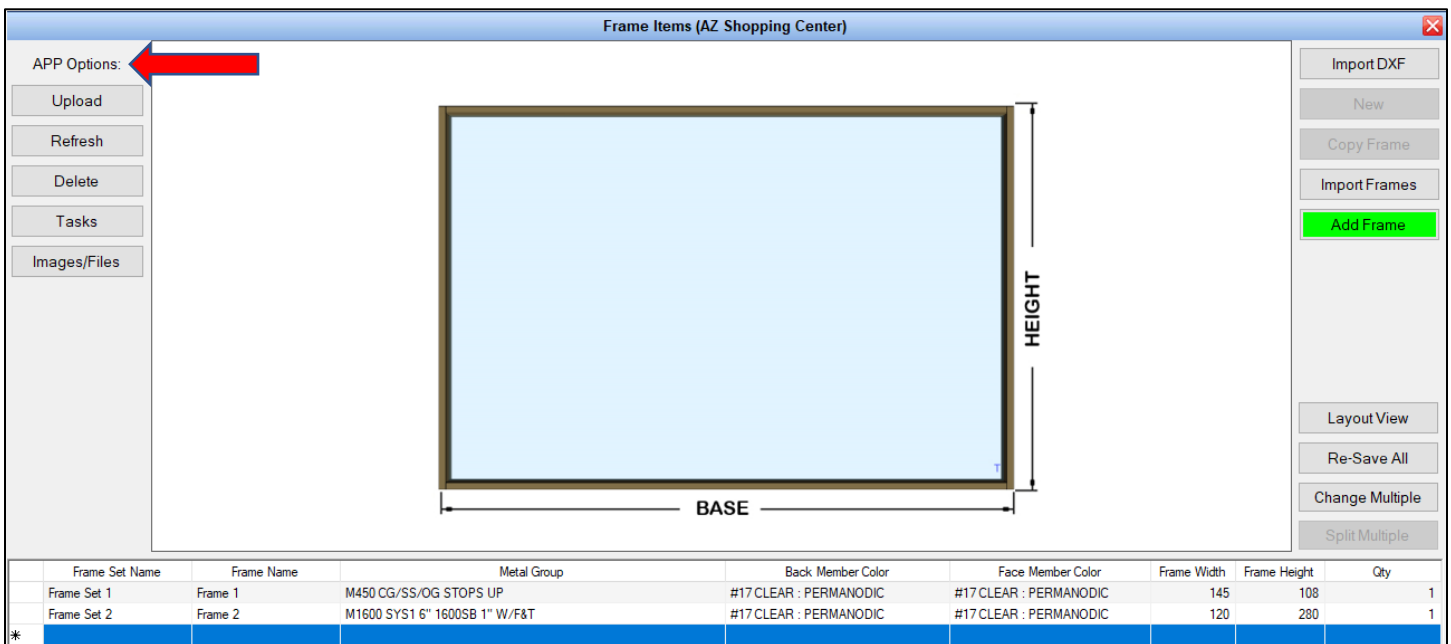 Frame Items (AZ Shopping Center)
APP Options:
Upload
Refresh
Delete
Tasks
Images/Files
HEIGHT
BASE
T
Import DXF
New
Copy Frame
Import Frames
Add Frame
Layout View
Re-Save All
Change Multiple
Split Multiple
Frame Set Name Frame Name Metal Group Back Member Color Face Member Color Frame Width Frame Height Qty
Frame Set 1 Frame 1 M450 CG/SS/OG STOPS UP #17 CLEAR : PERMANODIC #17 CLEAR : PERMANODIC 145 108 1
Frame Set 2 Frame 2 M1600 SYS1 6" 1600SB 1" W/F&T #17 CLEAR : PERMANODIC #17 CLEAR : PERMANODIC 120 280 1
*